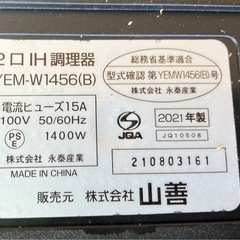 2口IH調理器
YEM-W1456(B)
電流ヒューズ15A
100V 50/60Hz
1400W
PS
E
株式会社 永泰産業
MADE IN CHINA
総務省基準適合
型式確認 第YEMW1456(B)号
株式会社 永泰産業
JQA
2021年製
JQ1050B
210803161
販売元 株式会社 山善